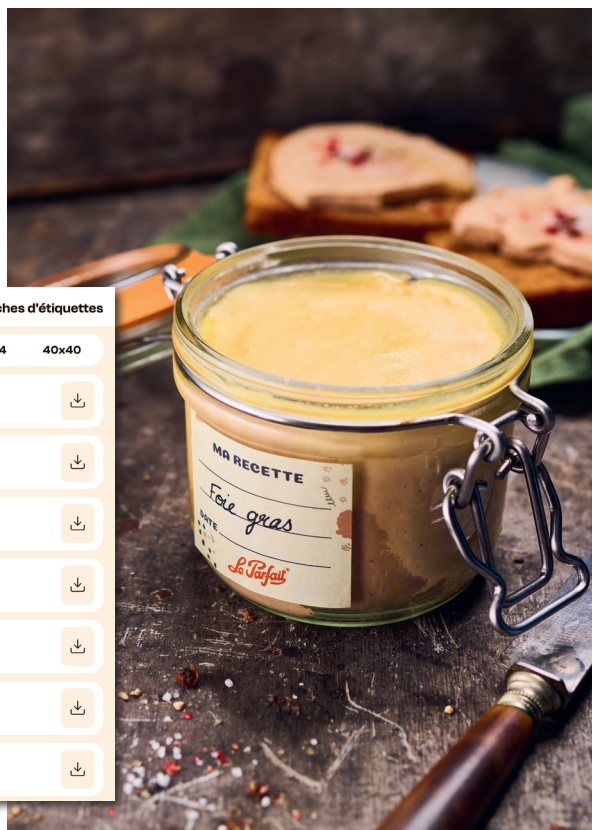 ches d'étiquettes
4
40x40
MA RECETTE
Foie gras
DATE
Le Parfait